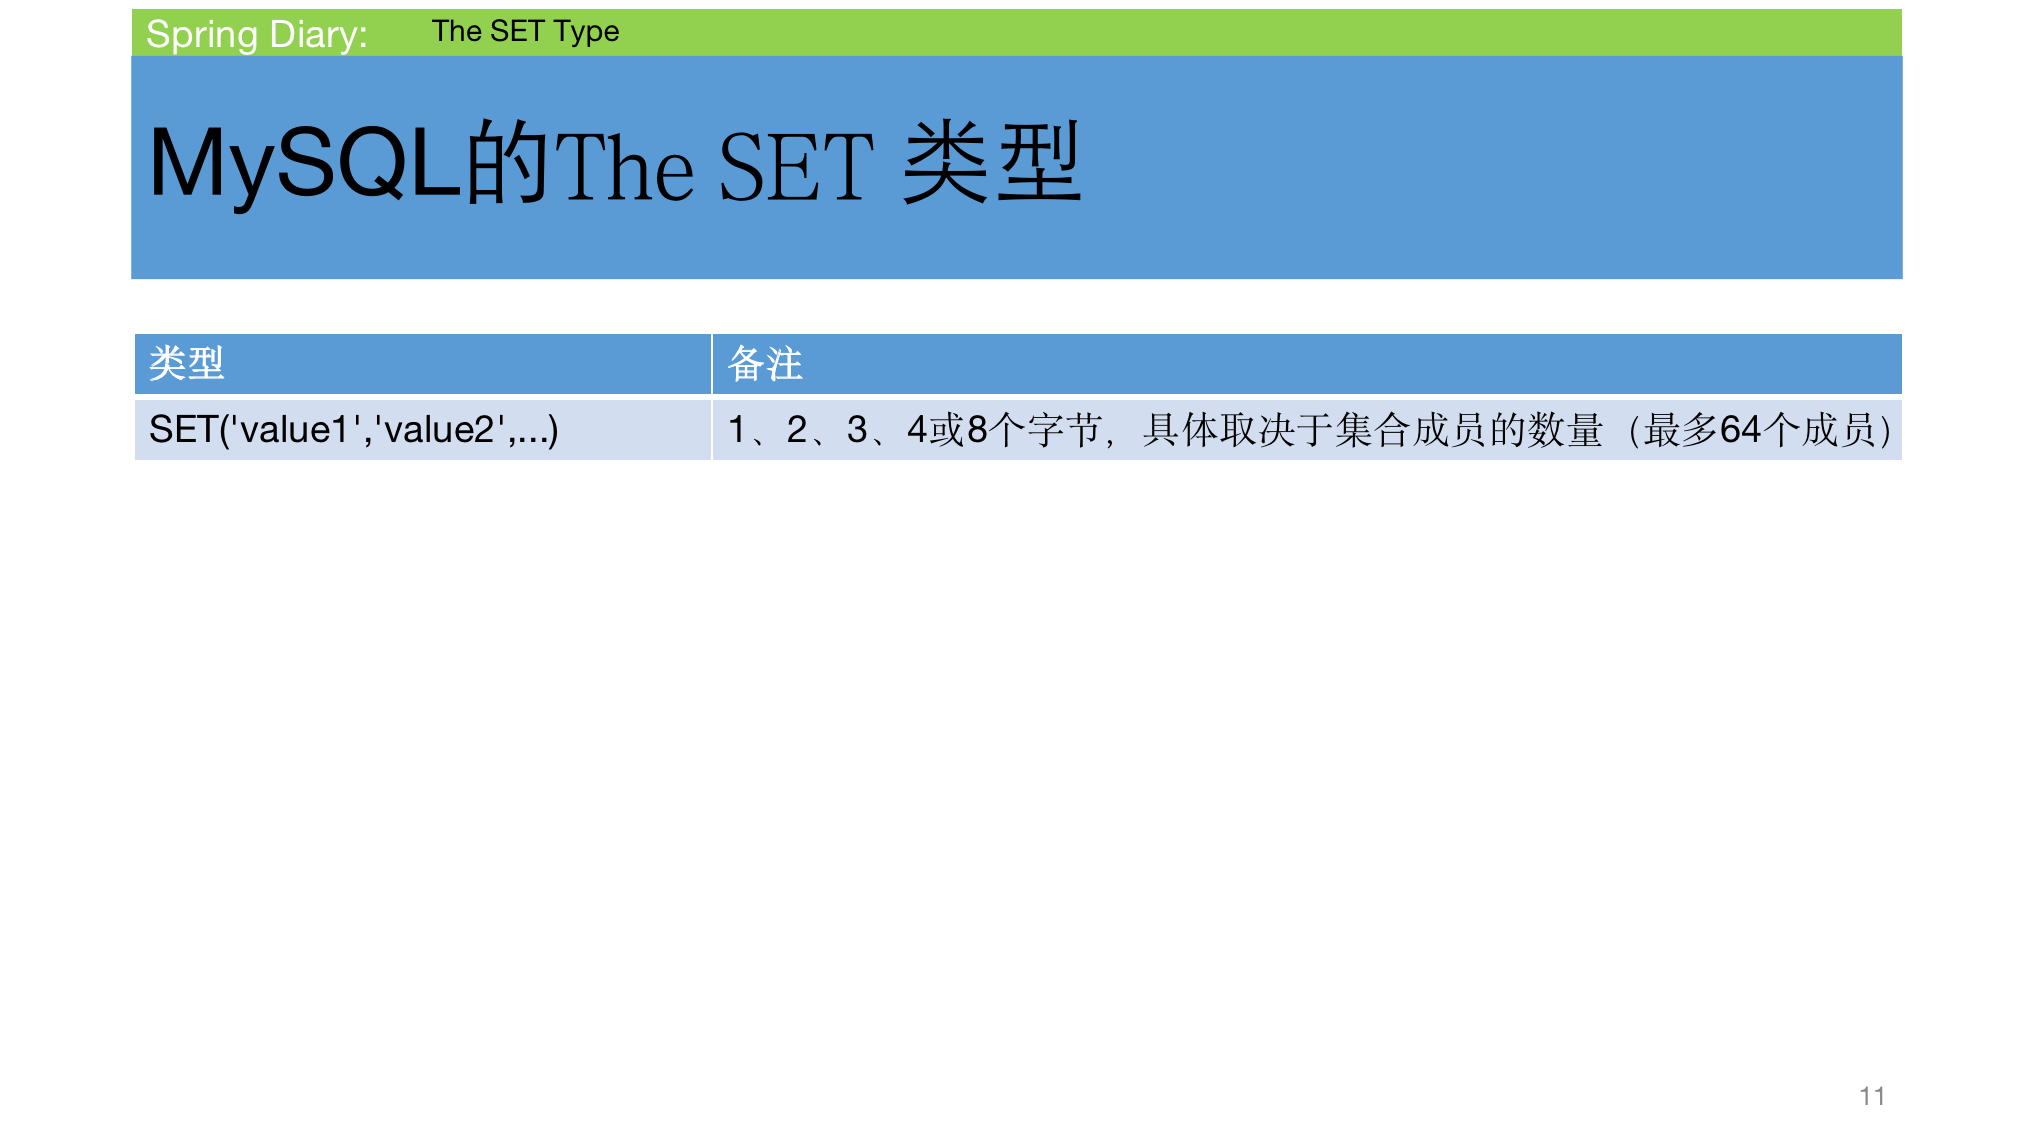 Spring Diary: The SET Type
MySQL的The SET 类型
类型 备注
SET('value1','value2',...) 1、2、3、4或8个字节，具体取决于集合成员的数量（最多64个成员）
11